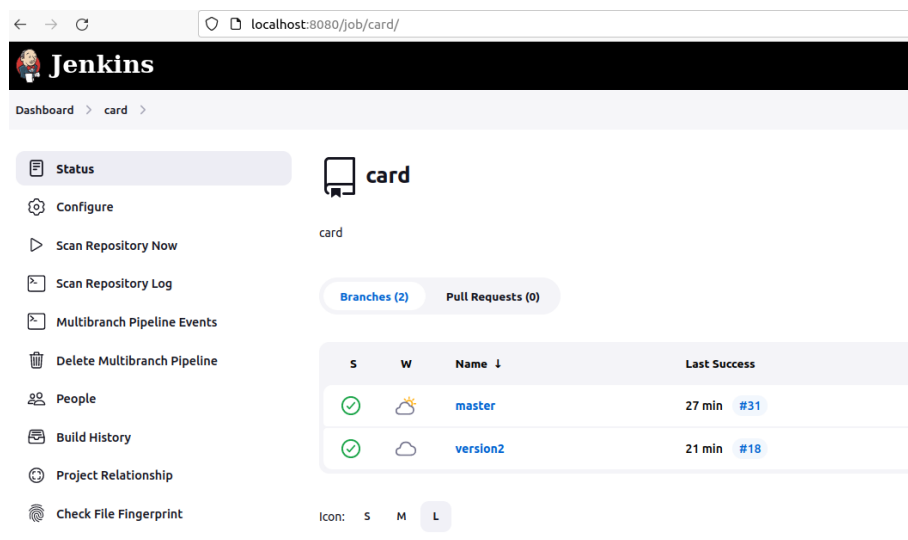 localhost:8080/job/card/
Jenkins
Dashboard > card >
Status
Configure
Scan Repository Now
Scan Repository Log
Multibranch Pipeline Events
Delete Multibranch Pipeline
People
Build History
Project Relationship
Check File Fingerprint
card
card
Branches (2) Pull Requests (0)
S W Name ↓ Last Success
master 27 min #31
version2 21 min #18
Icon: S M L